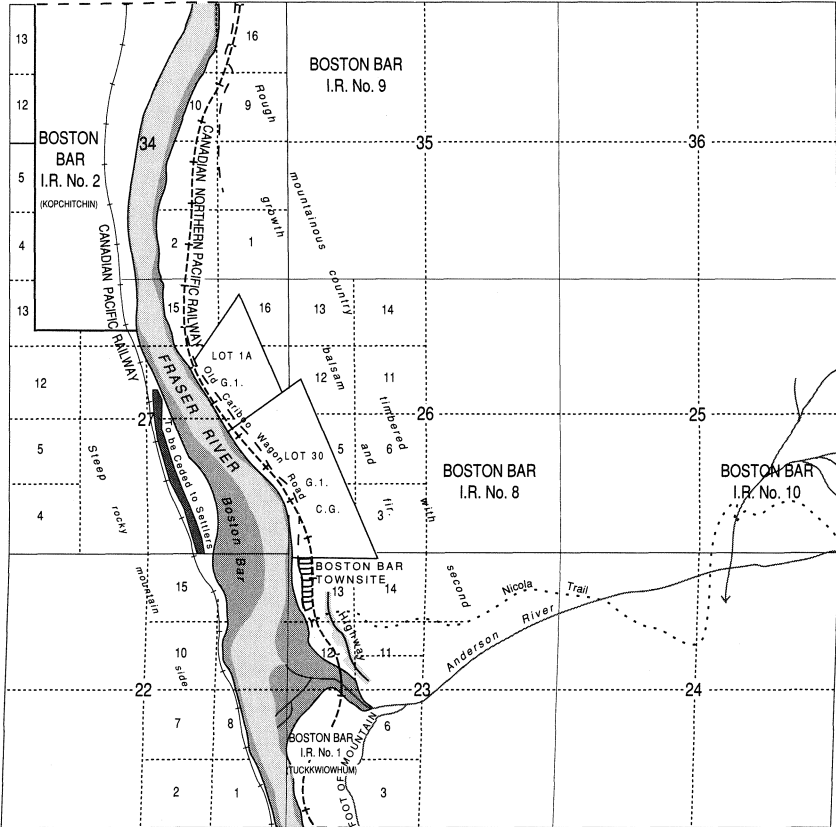 13
16
BOSTON BAR
I.R. No. 9
12
10
9
Rough
BOSTON
BAR
I.R. No. 2
(KOPCHITCHIN)
34
CANADIAN NORTHERN PACIFIC RAILWAY
35
36
5
growth
mountainous
4
2
1
CANADIAN PACIFIC RAILWAY
country
13
15
16
13
14
LOT 1A
G.1.
12
FRASER RIVER
Old Cariboo Wagon Road
balsam
12
11
timbered
27
To be Ceded to Settlers
26
25
5
Steep
LOT 30
G.1.
C.G.
5
and
6
BOSTON BAR
I.R. No. 8
BOSTON BAR
I.R. No. 10
4
rocky
Boston Bar
3
fir
with
BOSTON BAR
TOWNSITE
mountain
15
13
14
second
Nicola Trail
Highway
Anderson River
10
side
12
11
22
23
24
7
8
BOSTON BAR
I.R. No. 1
(TUCKKWIOWHUM)
6
FOOT OF MOUNTAIN
2
1
3